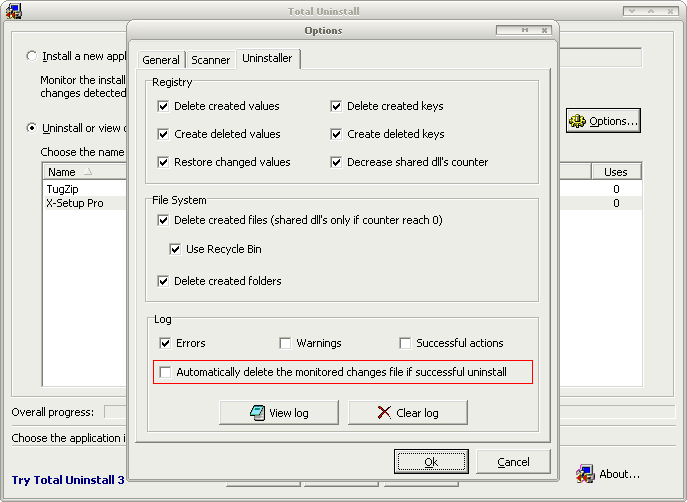 Total Uninstall
Options
Install a new appl
Monitor the install
changes detected
Uninstall or view
Choose the name
Name
Uses
TugZip
0
X-Setup Pro
0
Options...
General
Scanner
Uninstaller
Registry
Delete created values
Delete created keys
Create deleted values
Create deleted keys
Restore changed values
Decrease shared dll's counter
File System
Delete created files (shared dll's only if counter reach 0)
Use Recycle Bin
Delete created folders
Log
Errors
Warnings
Successful actions
Automatically delete the monitored changes file if successful uninstall
View log
Clear log
Ok
Cancel
Overall progress:
Choose the application i
Try Total Uninstall 3
About...